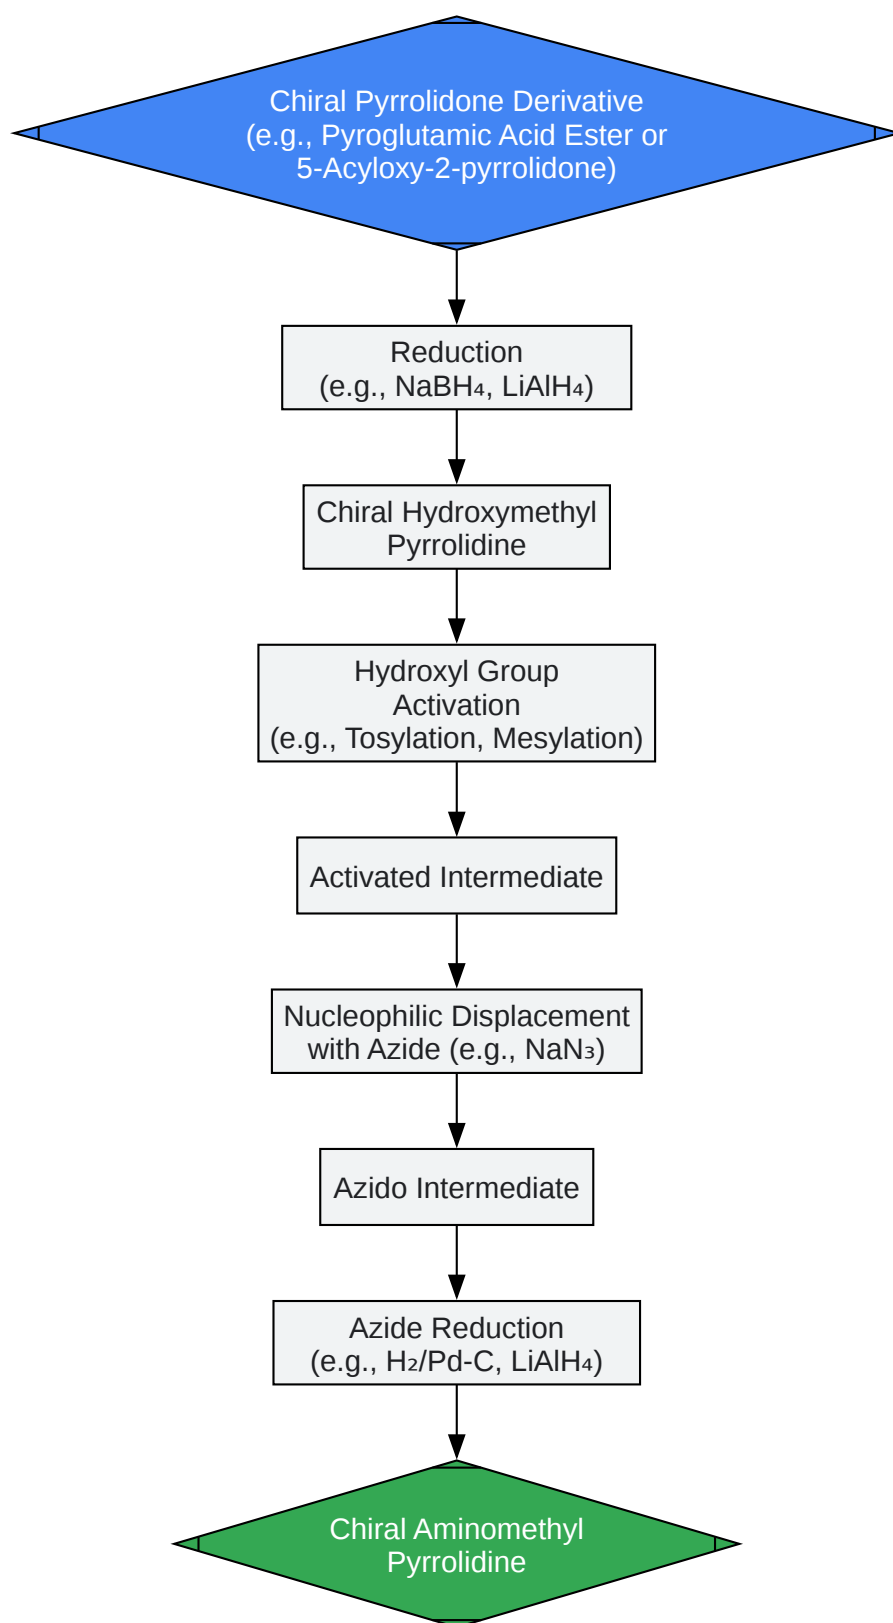 Chiral Pyrrolidone Derivative
(e.g., Pyroglutamic Acid Ester or
5-Acyloxy-2-pyrrolidone)
Reduction
(e.g., NaBH₄, LiAlH₄)
Chiral Hydroxymethyl
Pyrrolidine
Hydroxyl Group
Activation
(e.g., Tosylation, Mesylation)
Activated Intermediate
Nucleophilic Displacement
with Azide (e.g., NaN₃)
Azido Intermediate
Azide Reduction
(e.g., H₂/Pd-C, LiAlH₄)
Chiral Aminomethyl
Pyrrolidine